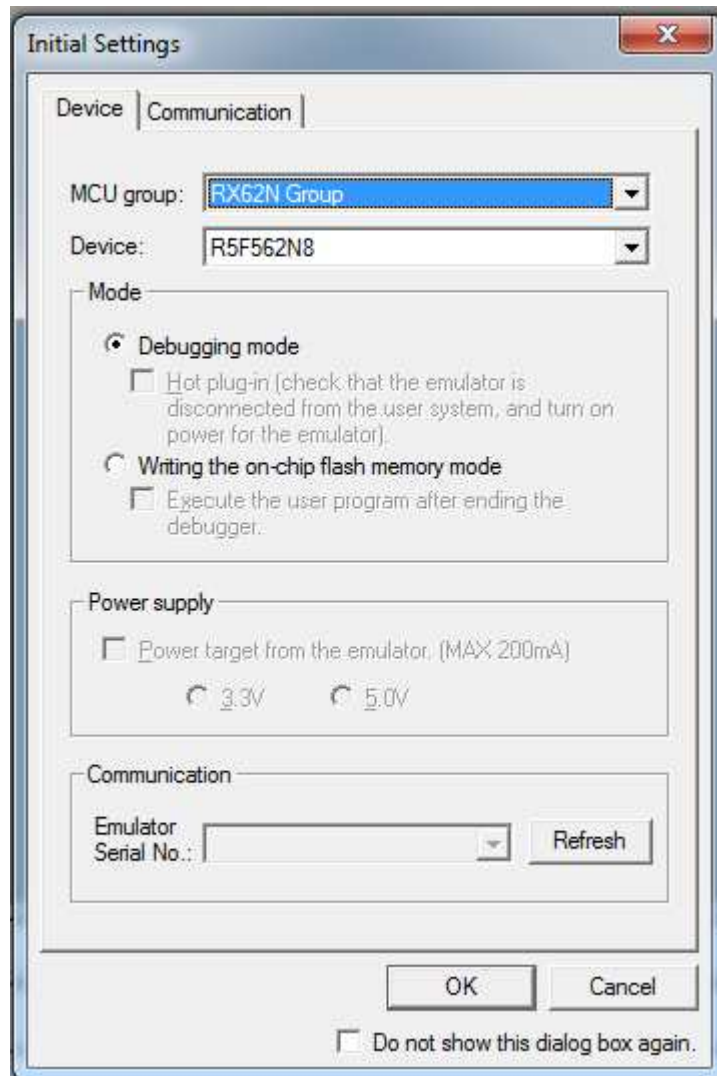 Initial Settings
Device
Communication
MCU group:
RX62N Group
Device:
R5F562N8
Mode
Debugging mode
Hot plug-in (check that the emulator is
disconnected from the user system, and turn on
power for the emulator).
Writing the on-chip flash memory mode
Execute the user program after ending the
debugger.
Power supply
Power target from the emulator. (MAX 200mA)
3.3V
5.0V
Communication
Emulator
Serial No.:
Refresh
OK
Cancel
Do not show this dialog box again.